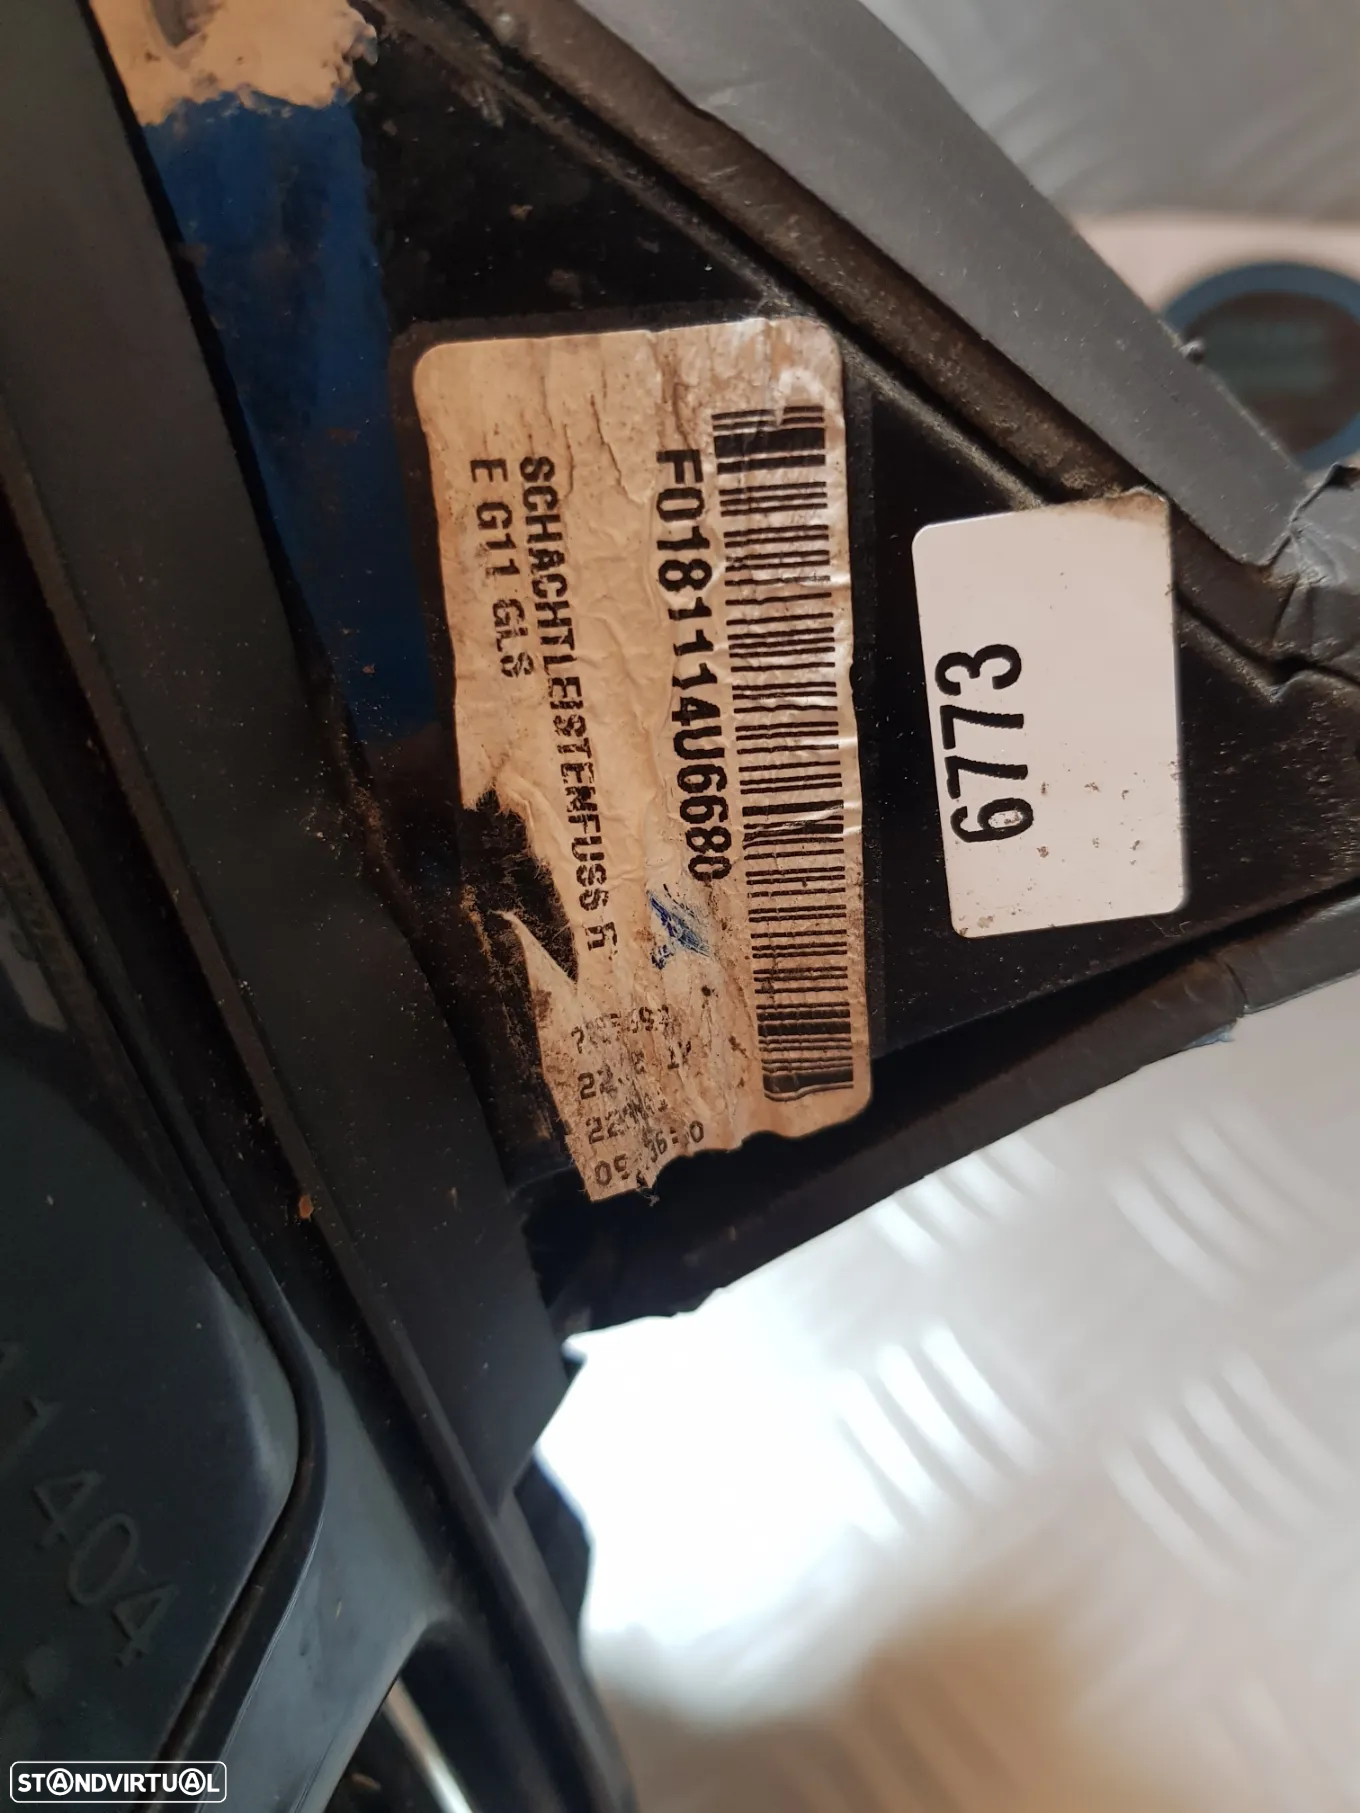 F018114U6680
SCHACHTLEISTENFUSS R
E G11 GLS
6773
404
STANDVIRTUAL